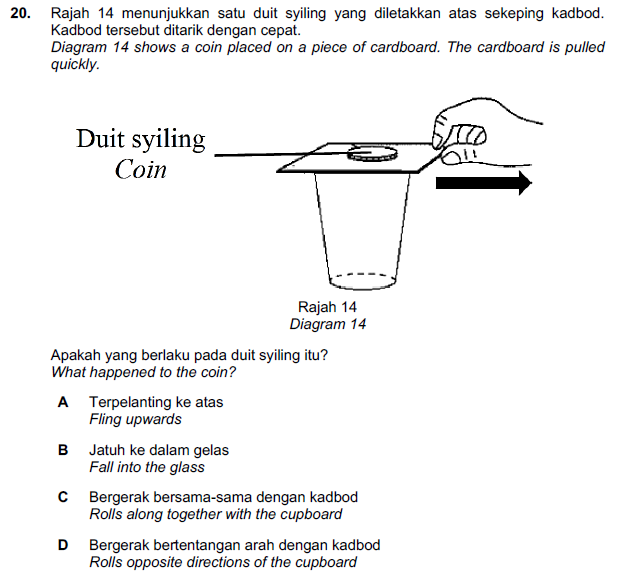 20. Rajah 14 menunjukkan satu duit syiling yang diletakkan atas sekeping kadbod.
Kadbod tersebut ditarik dengan cepat.
Diagram 14 shows a coin placed on a piece of cardboard. The cardboard is pulled
quickly.
Duit syiling
Coin
Rajah 14
Diagram 14
Apakah yang berlaku pada duit syiling itu?
What happened to the coin?
A Terpelanting ke atas
Fling upwards
B Jatuh ke dalam gelas
Fall into the glass
C Bergerak bersama-sama dengan kadbod
Rolls along together with the cupboard
D Bergerak bertentangan arah dengan kadbod
Rolls opposite directions of the cupboard